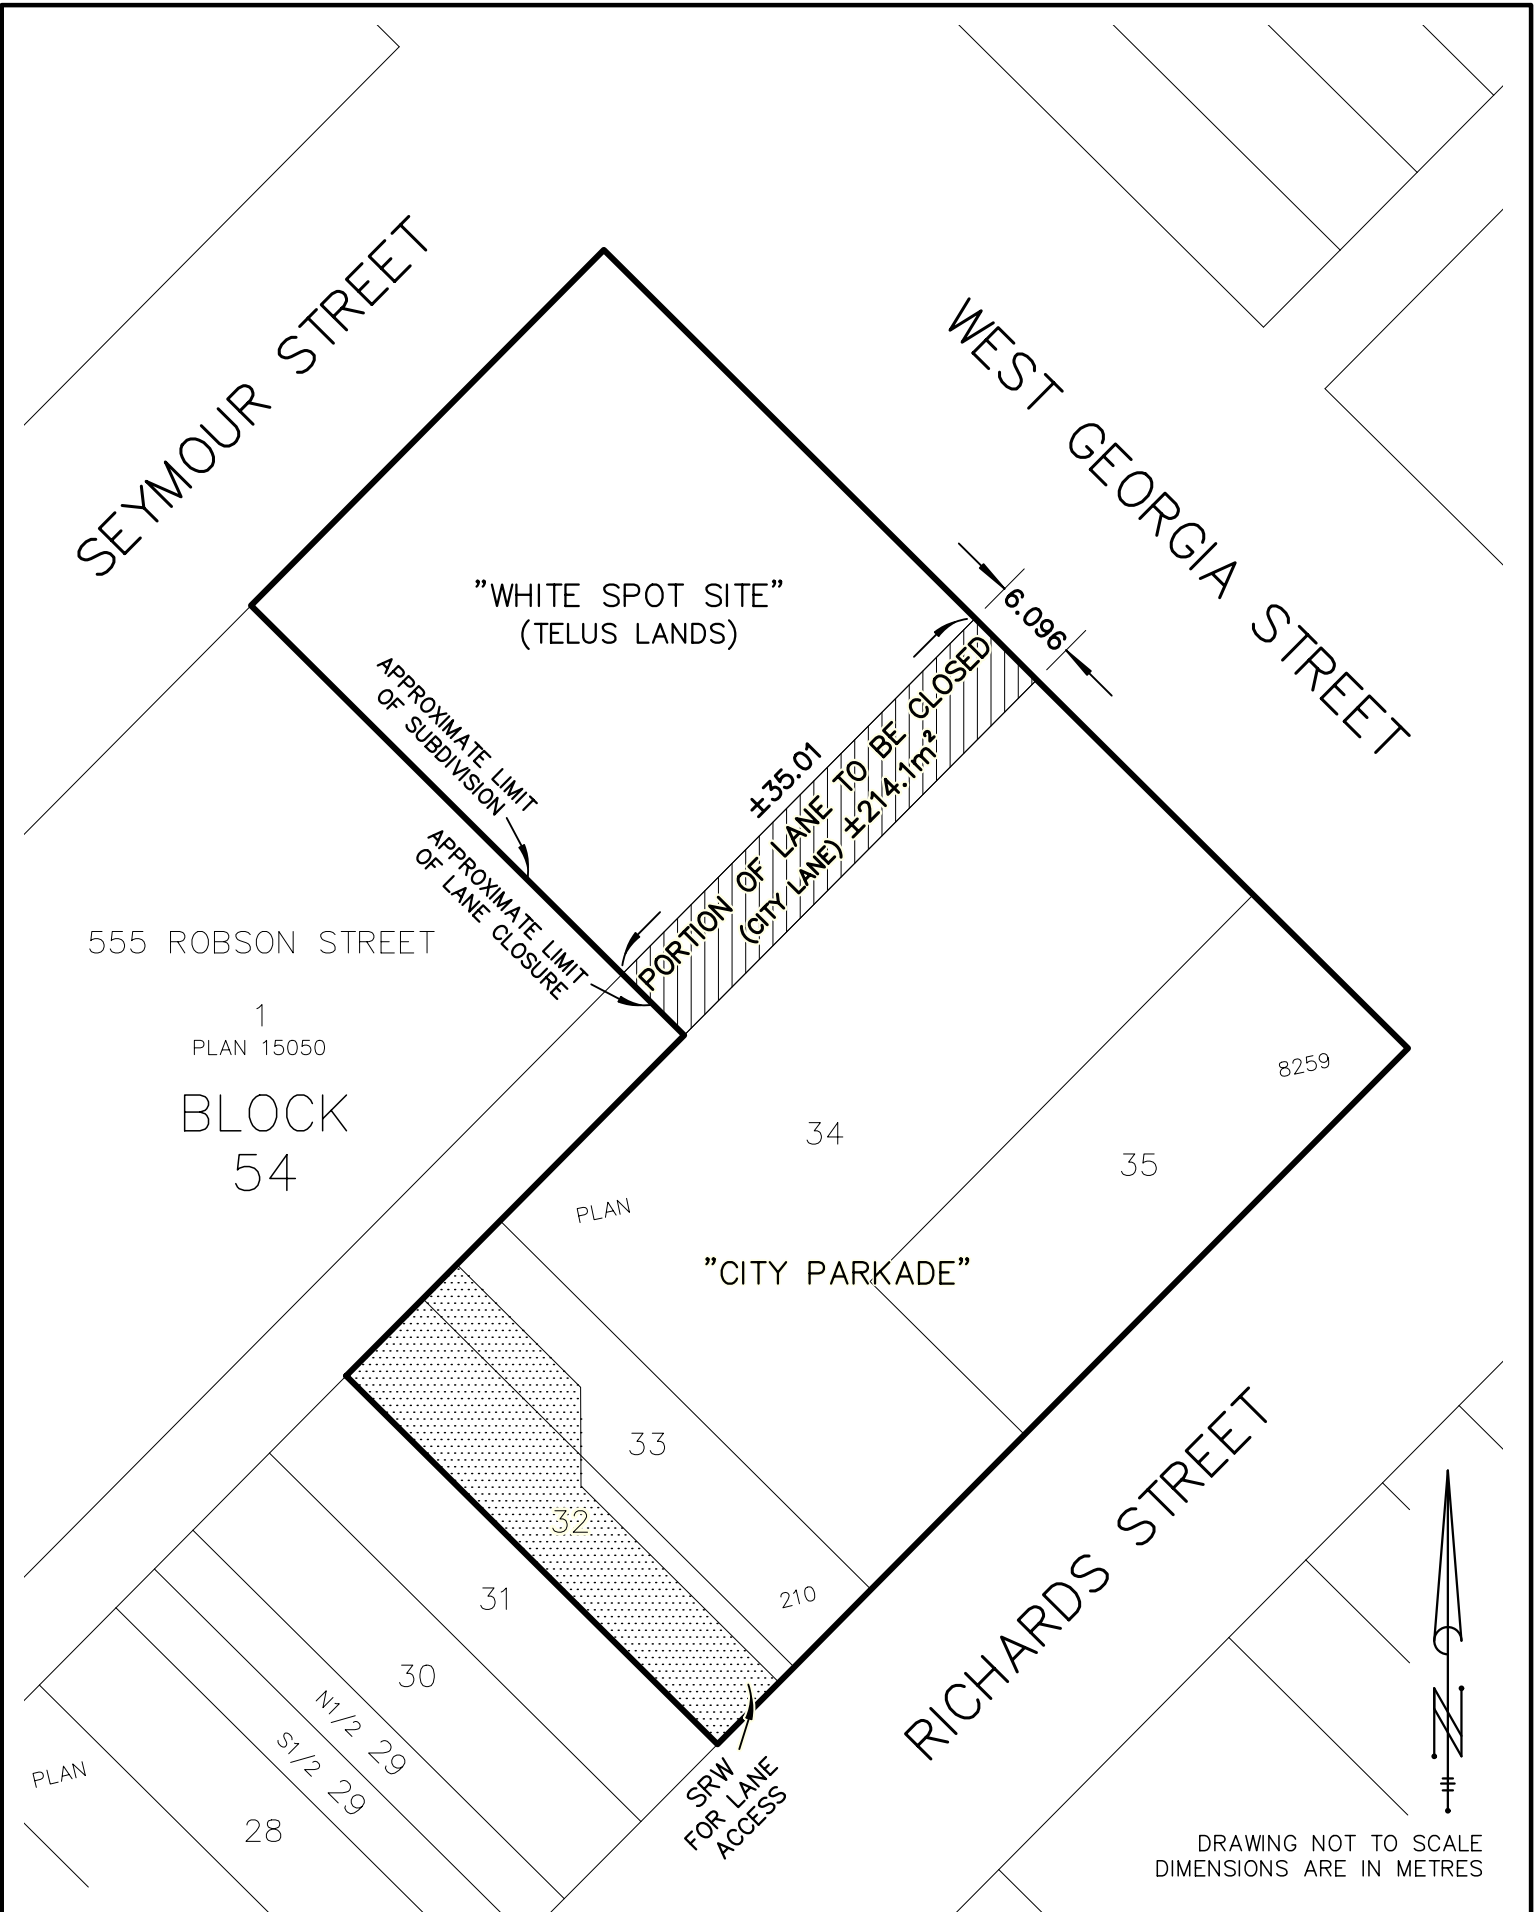 SEYMOUR STREET
WEST GEORGIA STREET
"WHITE SPOT SITE"
(TELUS LANDS)
6.096
APPROXIMATE LIMIT
OF SUBDIVISION
±35.01
PORTION OF LANE TO BE CLOSED
(CITY LANE) ±214.1m²
APPROXIMATE LIMIT
OF LANE CLOSURE
555 ROBSON STREET
1
PLAN 15050
BLOCK
54
8259
34
35
PLAN
"CITY PARKADE"
33
32
31
210
30
N1/2 29
S1/2 29
28
PLAN
RICHARDS STREET
SRW
FOR LANE
ACCESS
N
DRAWING NOT TO SCALE
DIMENSIONS ARE IN METRES